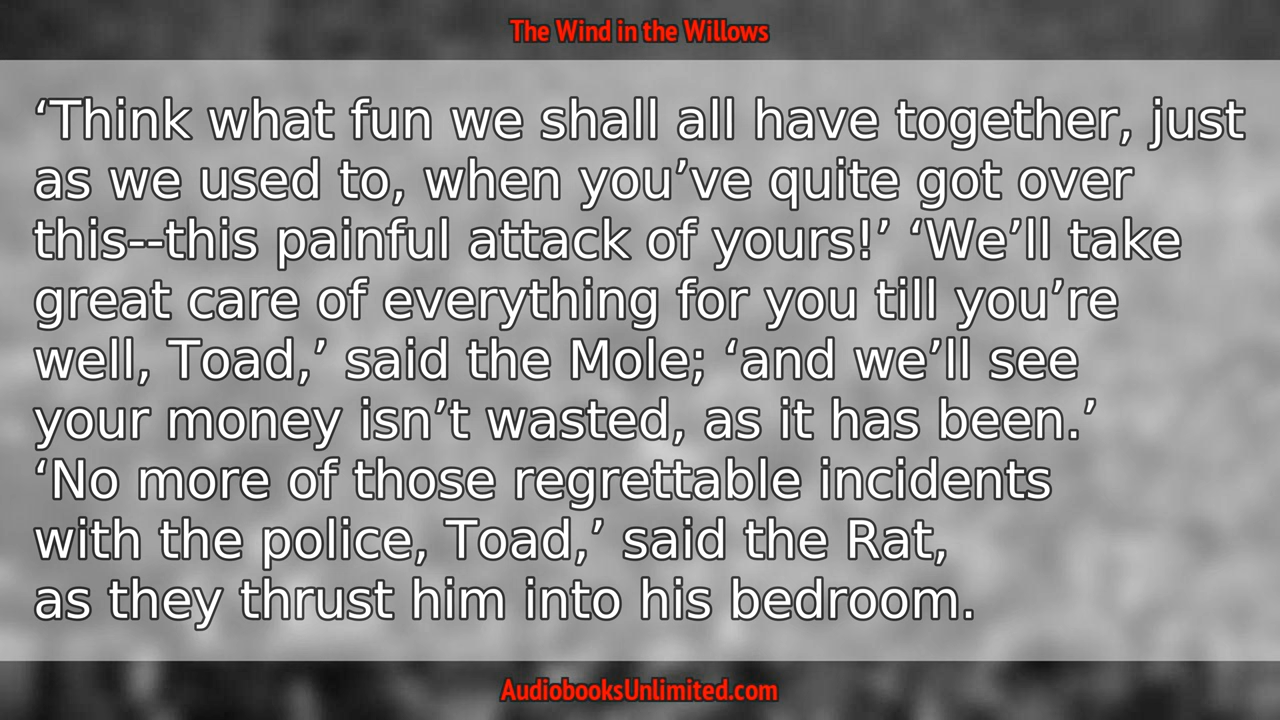 The Wind in the Willows
‘Think what fun we shall all have together, just
as we used to, when you’ve quite got over
this--this painful attack of yours!’ ‘We’ll take
great care of everything for you till you’re
well, Toad,’ said the Mole; ‘and we’ll see
your money isn’t wasted, as it has been.’
‘No more of those regrettable incidents
with the police, Toad,’ said the Rat,
as they thrust him into his bedroom.
AudiobooksUnlimited.com